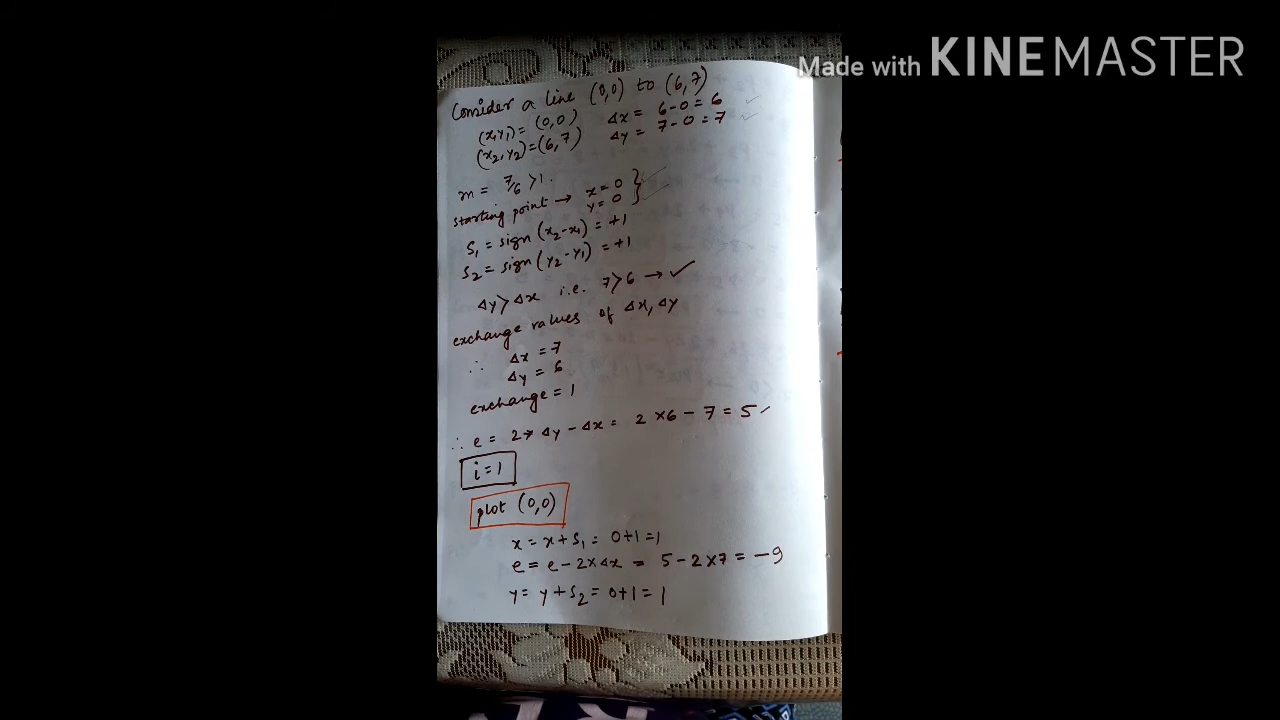 Made with KINEMASTER
Consider a line (0,0) to (6,7)
(x,y1) = (0,0) Δx = 6-0 = 6 ✓
(x2,y2) = (6,7) Δy = 7-0 = 7 ✓
m = 7/6 > 1.
starting point → x = 0 }
y = 0
S1 = sign (x2-x1) = +1
S2 = sign (y2-y1) = +1
Δy > Δx i.e. 7 > 6 → ✓
exchange values of Δx, Δy
∴ Δx = 7
Δy = 6
exchange = 1
∴ e = 2* Δy - Δx = 2 × 6 - 7 = 5 ✓
i = 1
plot (0,0)
x = x + S1 = 0+1 = 1
e = e - 2 × Δx = 5 - 2 × 7 = -9
y = y + S2 = 0+1 = 1